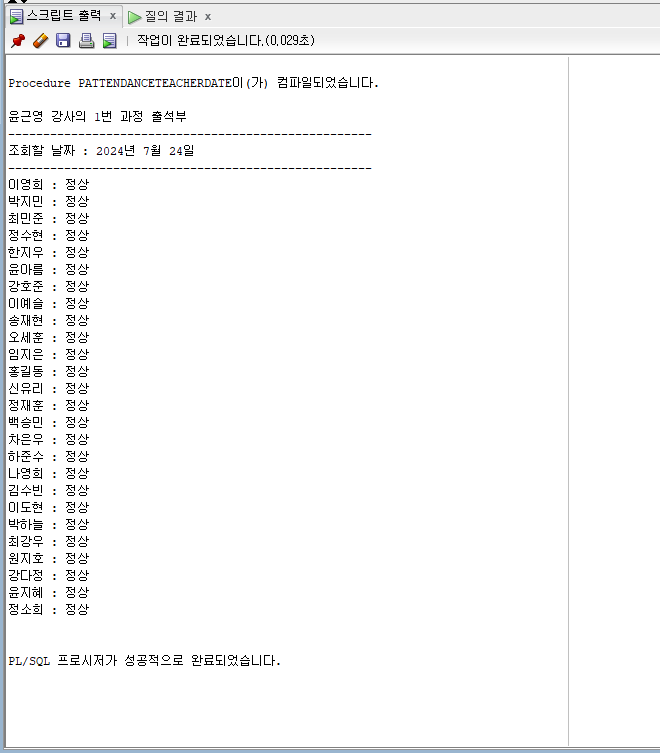 스크립트 출력 x 질의 결과 x
작업이 완료되었습니다.(0,029초)
Procedure PATTENDANCETEACHERDATE이(가) 컴파일되었습니다.
윤근영 강사의 1번 과정 출석부
----------------------------------------------------
조회할 날짜 : 2024년 7월 24일
----------------------------------------------------
이영희 : 정상
박지민 : 정상
최민준 : 정상
정수현 : 정상
한지우 : 정상
윤아름 : 정상
강호준 : 정상
이예슬 : 정상
송재현 : 정상
오세훈 : 정상
임지은 : 정상
홍길동 : 정상
신유리 : 정상
정재훈 : 정상
백승민 : 정상
차은우 : 정상
하준수 : 정상
나영희 : 정상
김수빈 : 정상
이도현 : 정상
박하늘 : 정상
최강우 : 정상
원지호 : 정상
강다정 : 정상
윤지혜 : 정상
정소희 : 정상
PL/SQL 프로시저가 성공적으로 완료되었습니다.